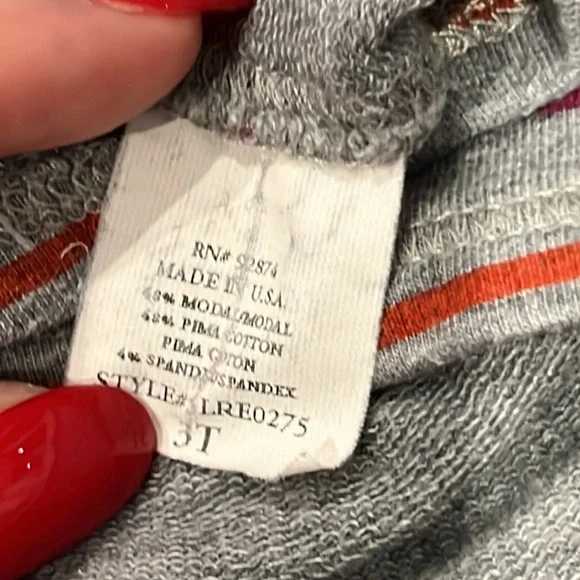 RN# 92874
MADE IN U.S.A.
48% MODAL/MODAL
48% PIMA COTTON
PIMA COTON
4% SPANDEX/SPANDEX
STYLE# LRE0275
3T